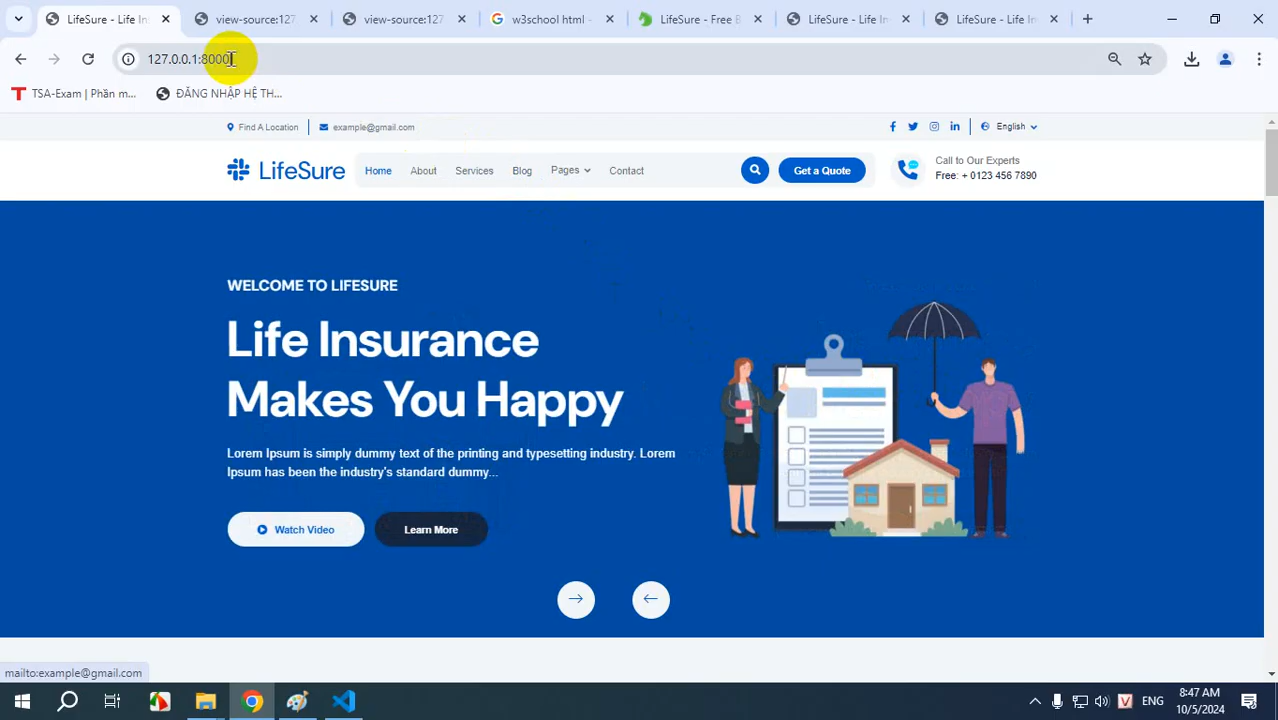 LifeSure - Life In
view-source:127.
view-source:127
w3school html -
LifeSure - Free B
LifeSure - Life In
LifeSure - Life In
127.0.0.1:8000
TSA-Exam | Phần m...
ĐĂNG NHẬP HỆ TH...
Find A Location
example@gmail.com
English
LifeSure
Home
About
Services
Blog
Pages
Contact
Get a Quote
Call to Our Experts
Free: + 0123 456 7890
WELCOME TO LIFESURE
Life Insurance
Makes You Happy
Lorem Ipsum is simply dummy text of the printing and typesetting industry. Lorem
Ipsum has been the industry's standard dummy...
Watch Video
Learn More
mailto:example@gmail.com
ENG
8:47 AM
10/5/2024